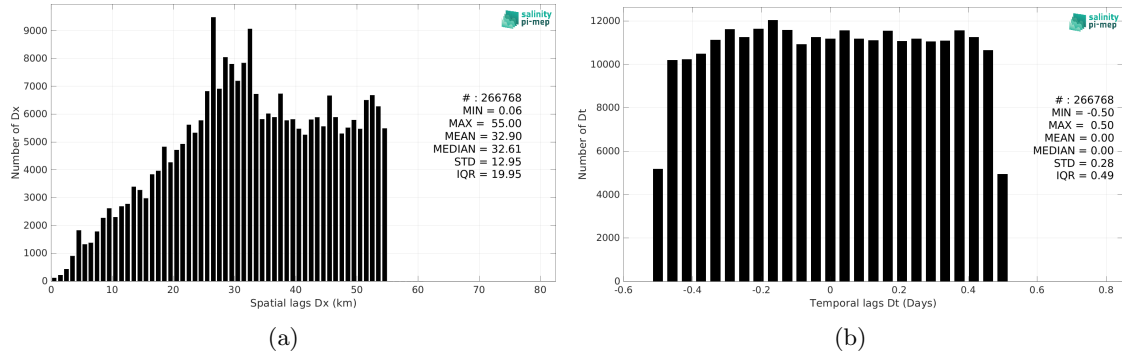 salinity
pi-mep
Number of Dx
9000
8000
7000
6000
5000
4000
3000
2000
1000
0
# : 266768
MIN = 0.06
MAX = 55.00
MEAN = 32.90
MEDIAN = 32.61
STD = 12.95
IQR = 19.95
0 10 20 30 40 50 60 70 80
Spatial lags Dx (km)
(a)
salinity
pi-mep
Number of Dt
12000
10000
8000
6000
4000
2000
0
# : 266768
MIN = -0.50
MAX = 0.50
MEAN = 0.00
MEDIAN = 0.00
STD = 0.28
IQR = 0.49
-0.6 -0.4 -0.2 0 0.2 0.4 0.6 0.8
Temporal lags Dt (Days)
(b)